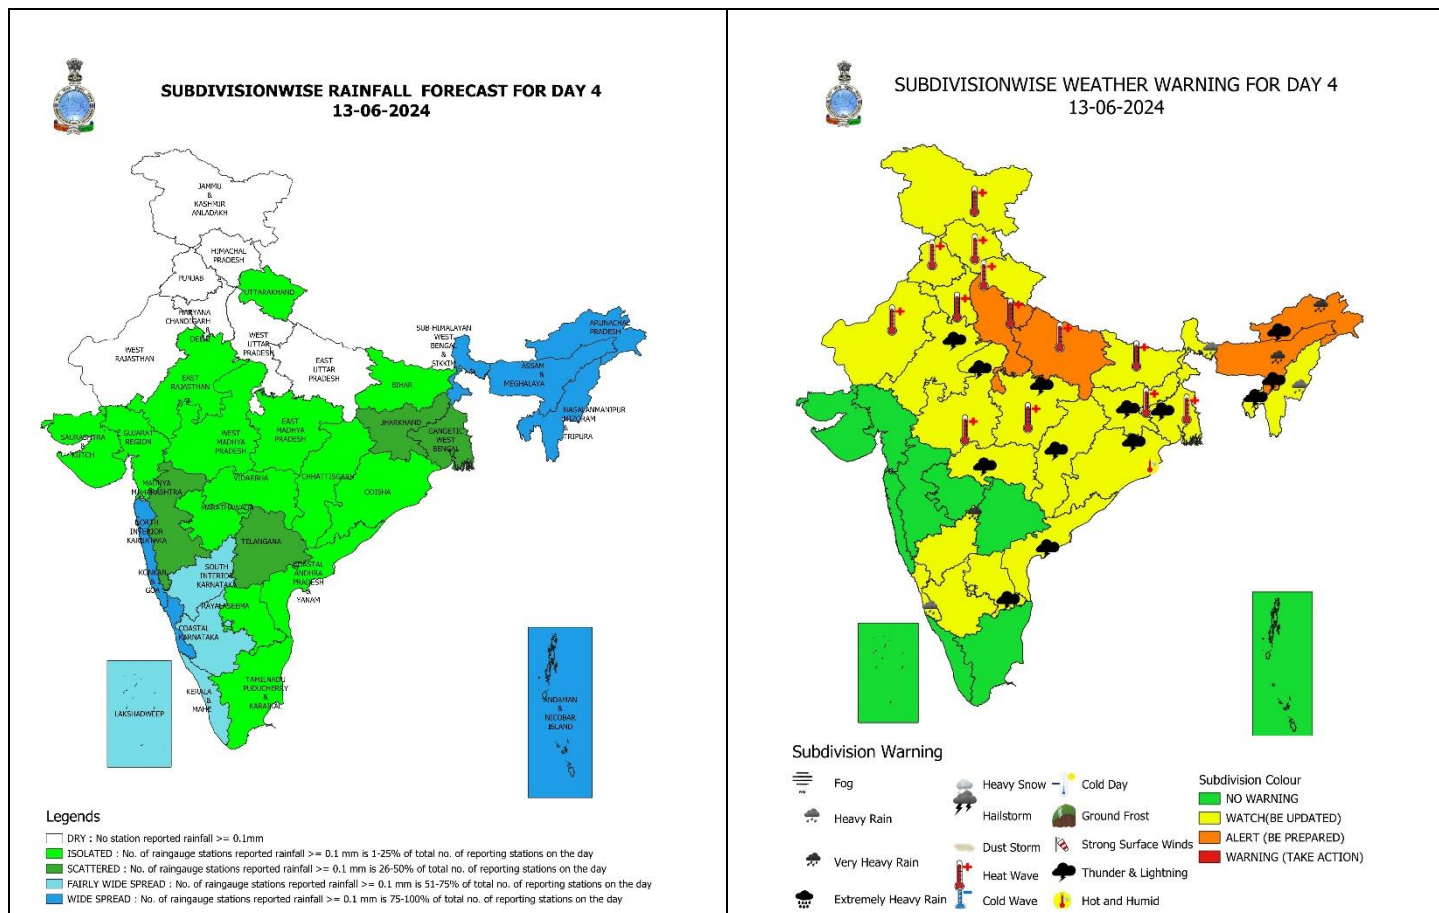 SUBDIVISIONWISE RAINFALL FORECAST FOR DAY 4
13-06-2024
JAMMU
&
KASHMIR
ANLADAKH
HIMACHAL
PRADESH
PUNJAB
UTTARAKHAND
HARYANA
CHANDIGARH
&
DELHI
WEST
UTTAR
PRADESH
WEST
RAJASTHAN
EAST
UTTAR
PRADESH
SUB-HIMALAYAN
WEST
BENGAL
&
SIKKIM
ARUNACHAL
PRADESH
ASSAM
&
MEGHALAYA
NAGALANMANIPUR
MIZORAM
&
TRIPURA
EAST
RAJASTHAN
BIHAR
JHARKHAND
GANGETIC
WEST
BENGAL
SAURASHTRA
&
KUTCH
GUJARAT
REGION
WEST
MADHYA
PRADESH
EAST
MADHYA
PRADESH
VIDARBHA
CHHATTISGARH
ODISHA
MADHYA
MAHARASHTRA
MARATHAWADA
NORTH
INTERIOR
KARNATAKA
TELANGANA
KONKAN
&
GOA
SOUTH
INTERIOR
KARNATAKA
COASTAL
ANDHRA
PRADESH
&
YANAM
RAYALASEEMA
COASTAL
KARNATAKA
KERALA
&
MAHE
TAMILNADU
PUDUCHERRY
&
KARAIKAL
LAKSHADWEEP
ANDAMAN
&
NICOBAR
ISLAND
Legends
DRY : No station reported rainfall >= 0.1mm
ISOLATED : No. of raingauge stations reported rainfall >= 0.1 mm is 1-25% of total no. of reporting stations on the day
SCATTERED : No. of raingauge stations reported rainfall >= 0.1 mm is 26-50% of total no. of reporting stations on the day
FAIRLY WIDE SPREAD : No. of raingauge stations reported rainfall >= 0.1 mm is 51-75% of total no. of reporting stations on the day
WIDE SPREAD : No. of raingauge stations reported rainfall >= 0.1 mm is 75-100% of total no. of reporting stations on the day
SUBDIVISIONWISE WEATHER WARNING FOR DAY 4
13-06-2024
Subdivision Warning
Fog
Heavy Rain
Very Heavy Rain
Extremely Heavy Rain
Heavy Snow
Hailstorm
Dust Storm
Heat Wave
Cold Wave
Cold Day
Ground Frost
Strong Surface Winds
Thunder & Lightning
Hot and Humid
Subdivision Colour
NO WARNING
WATCH(BE UPDATED)
ALERT (BE PREPARED)
WARNING (TAKE ACTION)